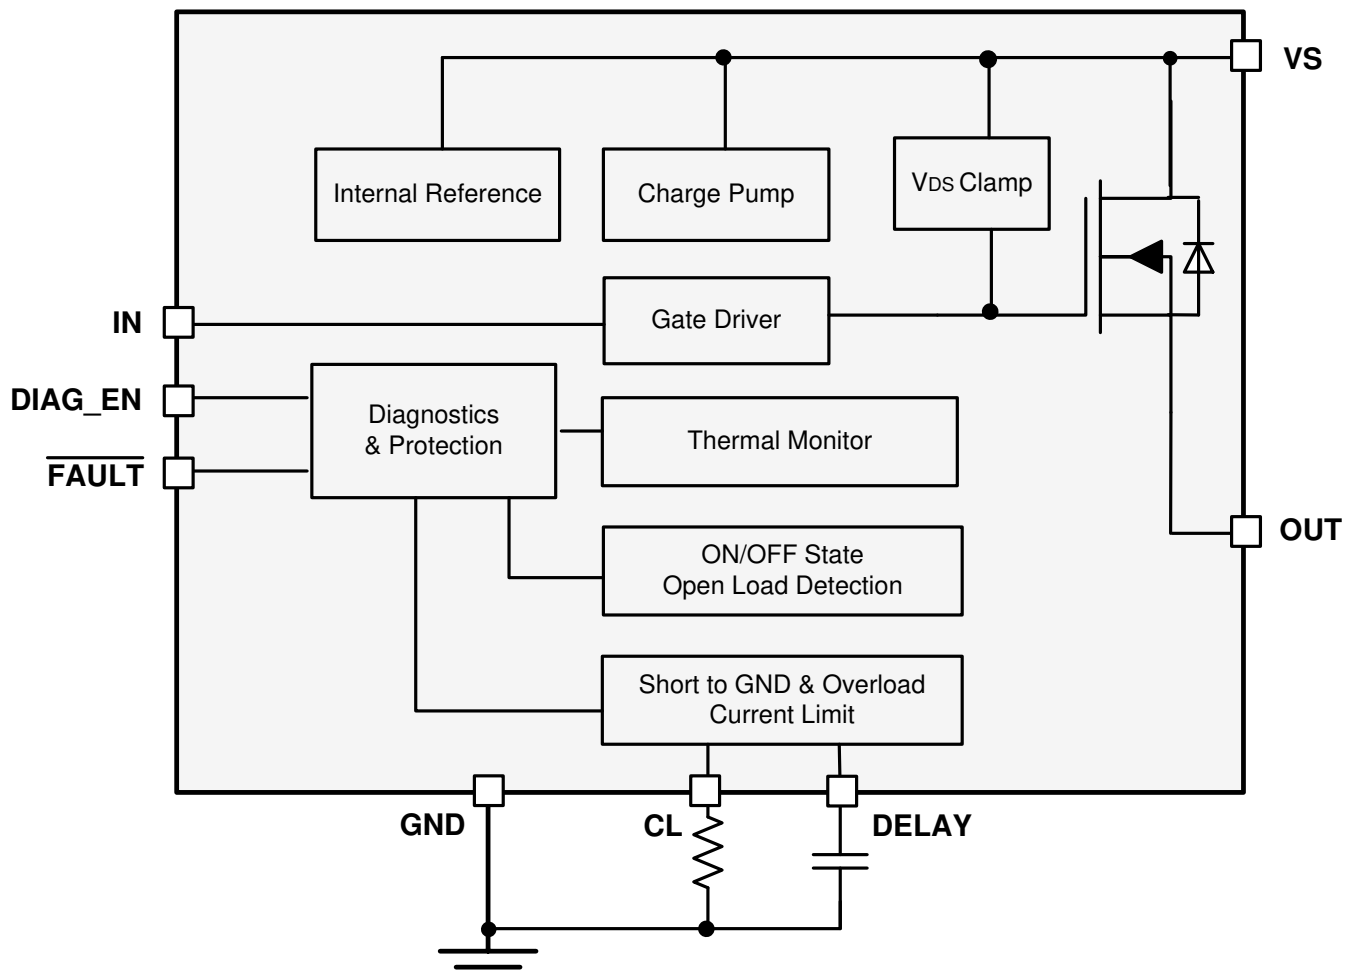 VS
Internal Reference
Charge Pump
VDS Clamp
IN
Gate Driver
DIAG_EN
Diagnostics
& Protection
Thermal Monitor
FAULT
ON/OFF State
Open Load Detection
OUT
Short to GND & Overload
Current Limit
GND
CL
DELAY